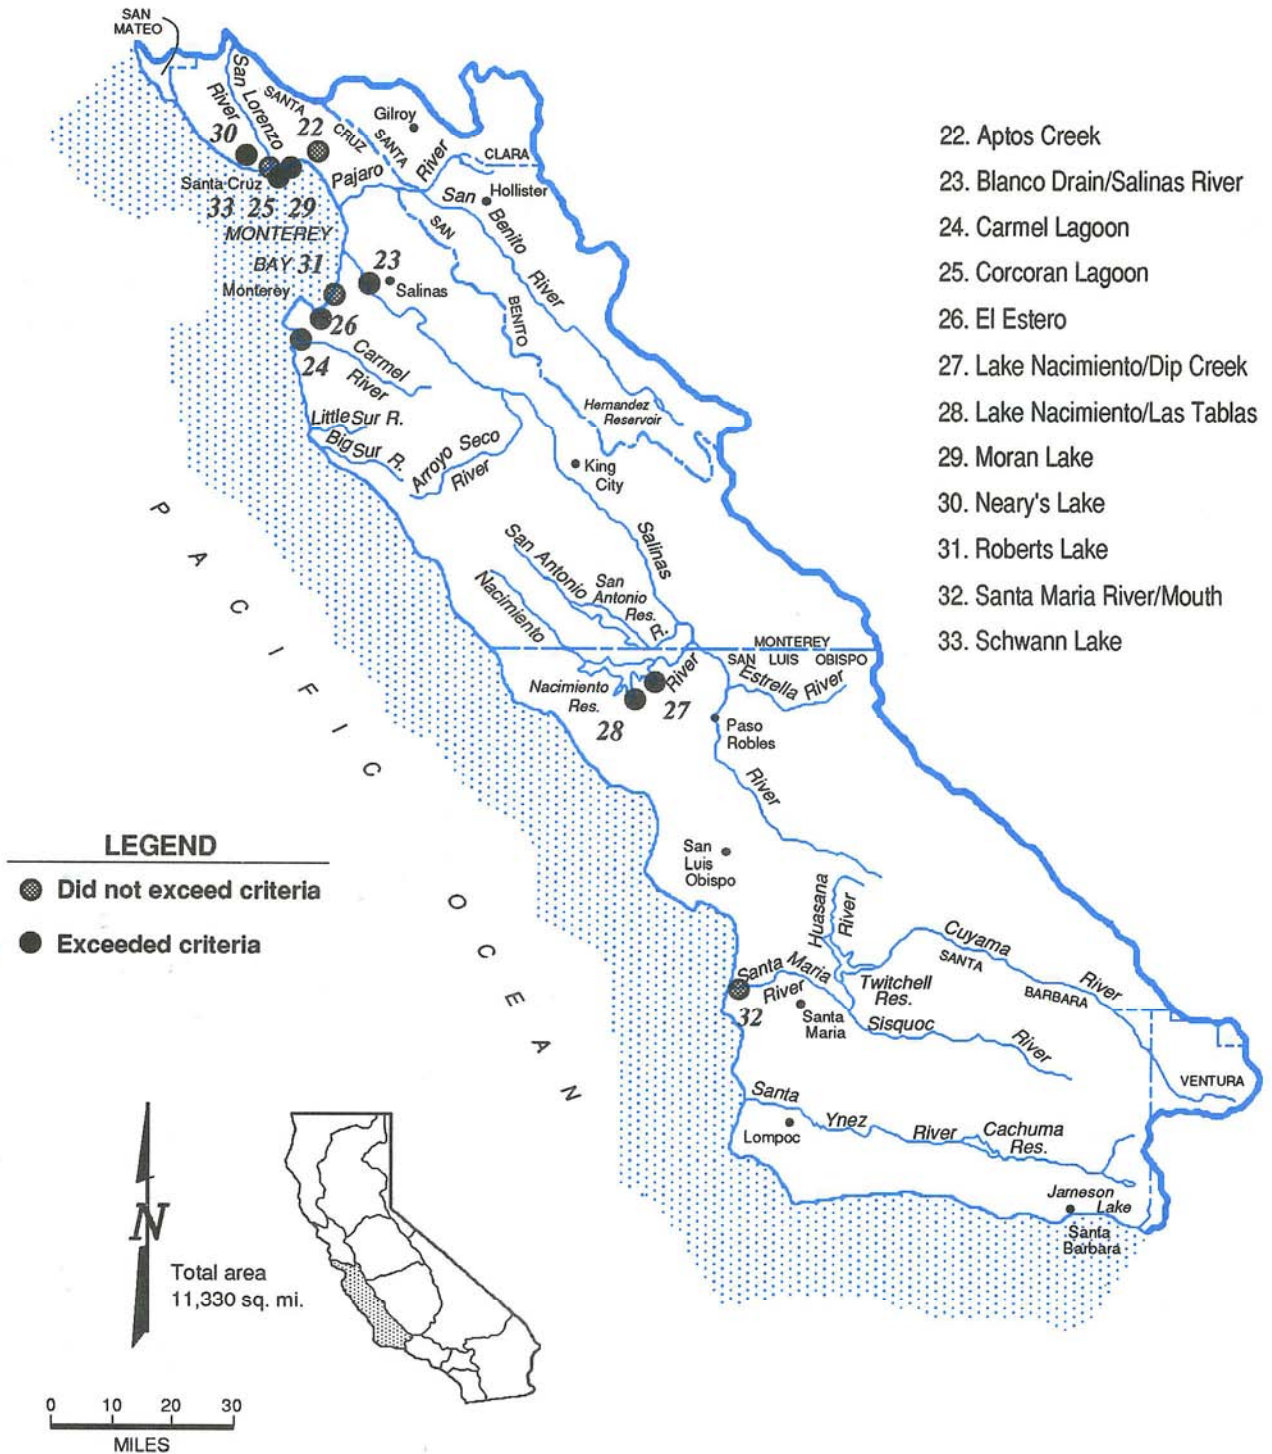 SAN
MATEO
San Lorenzo
River
SANTA
CRUZ
SANTA
CLARA
Gilroy
River
Pajaro
30
22
Santa Cruz
33 25 29
MONTEREY
BAY
31
23
Monterey
Salinas
26
24
San
Benito
River
Hollister
SAN
BENITO
Carmel
River
Little Sur R.
Big Sur R.
Arroyo Seco
River
Hernandez
Reservoir
King
City
Salinas
San Antonio
San
Antonio
Res.
R.
Nacimiento
River
MONTEREY
SAN LUIS OBISPO
Estrella River
Nacimiento
Res.
28
27
Paso
Robles
River
San
Luis
Obispo
Huasana
River
Cuyama
River
SANTA
BARBARA
Santa Maria
River
Twitchell
Res.
32
Santa
Maria
Sisquoc
River
VENTURA
Santa
Ynez
River
Cachuma
Res.
Lompoc
Jameson
Lake
Santa
Barbara
PACIFIC
OCEAN
22. Aptos Creek
23. Blanco Drain/Salinas River
24. Carmel Lagoon
25. Corcoran Lagoon
26. El Estero
27. Lake Nacimiento/Dip Creek
28. Lake Nacimiento/Las Tablas
29. Moran Lake
30. Neary's Lake
31. Roberts Lake
32. Santa Maria River/Mouth
33. Schwann Lake
LEGEND
Did not exceed criteria
Exceeded criteria
N
Total area
11,330 sq. mi.
0 10 20 30
MILES